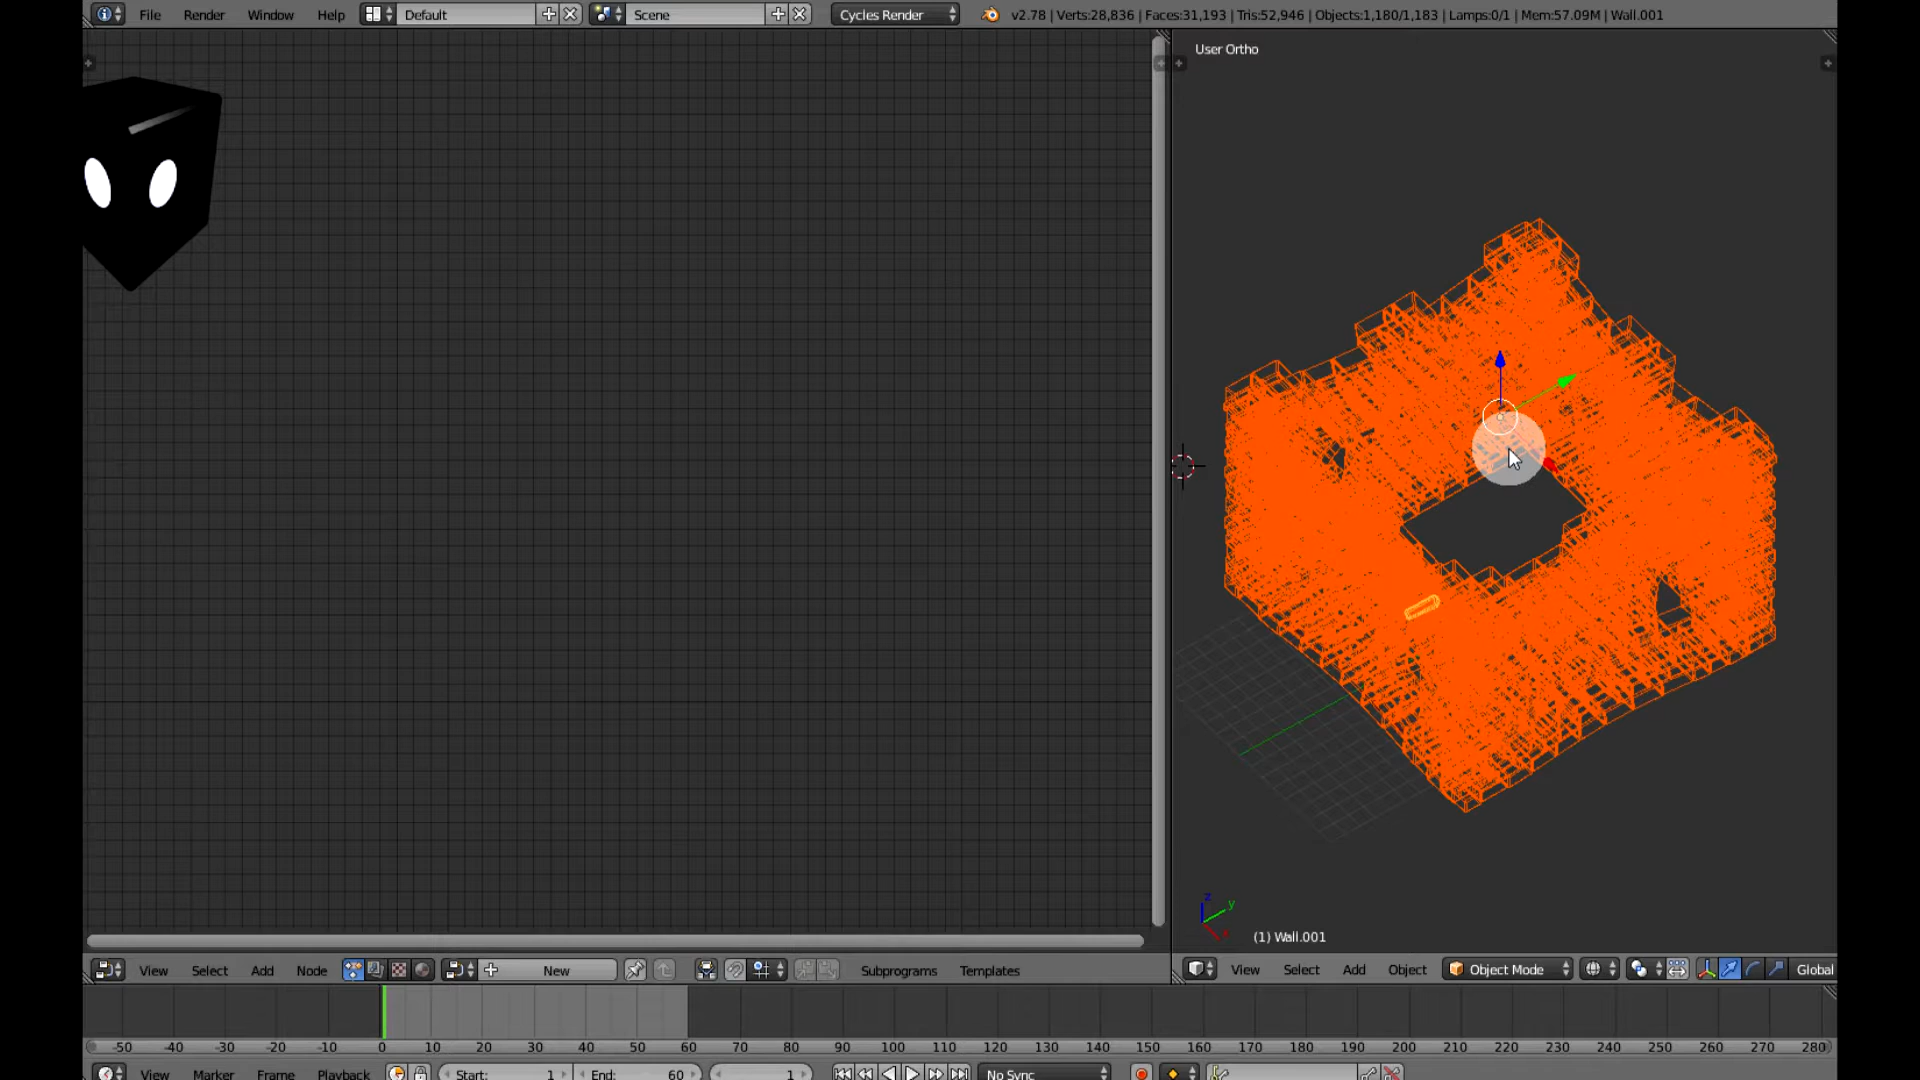 File Render Window Help Default Scene Cycles Render v2.78 | Verts:28,836 | Faces:31,193 | Tris:52,946 | Objects:1,180/1,183 | Lamps:0/1 | Mem:57.09M | Wall.001
User Ortho
z
y
x
(1) Wall.001
View Select Add Node New Subprograms Templates
View Select Add Object Object Mode Global
-50 -40 -30 -20 -10 0 10 20 30 40 50 60 70 80 90 100 110 120 130 140 150 160 170 180 190 200 210 220 230 240 250 260 270 280
View Marker Frame Playback Start: 1 End: 60 1 No Sync